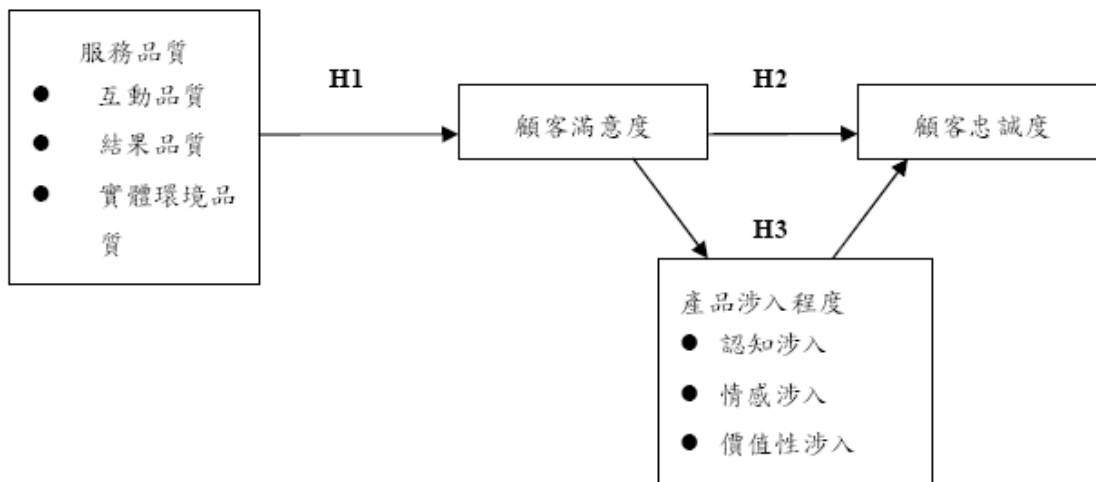 服務品質
● 互動品質
● 結果品質
● 實體環境品
質
H1
顧客滿意度
H2
顧客忠誠度
H3
產品涉入程度
● 認知涉入
● 情感涉入
● 價值性涉入